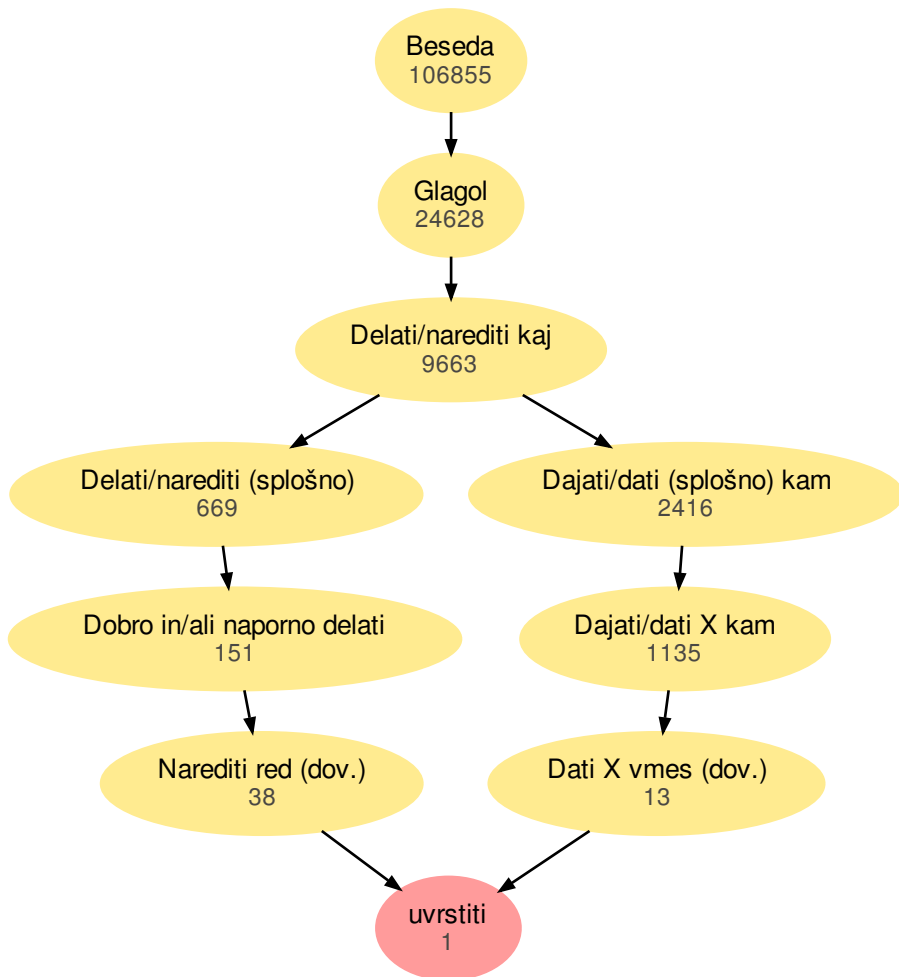 Beseda
106855
Glagol
24628
Delati/narediti kaj
9663
Delati/narediti (splošno)
669
Dajati/dati (splošno) kam
2416
Dobro in/ali naporno delati
151
Dajati/dati X kam
1135
Narediti red (dov.)
38
Dati X vmes (dov.)
13
uvrstiti
1